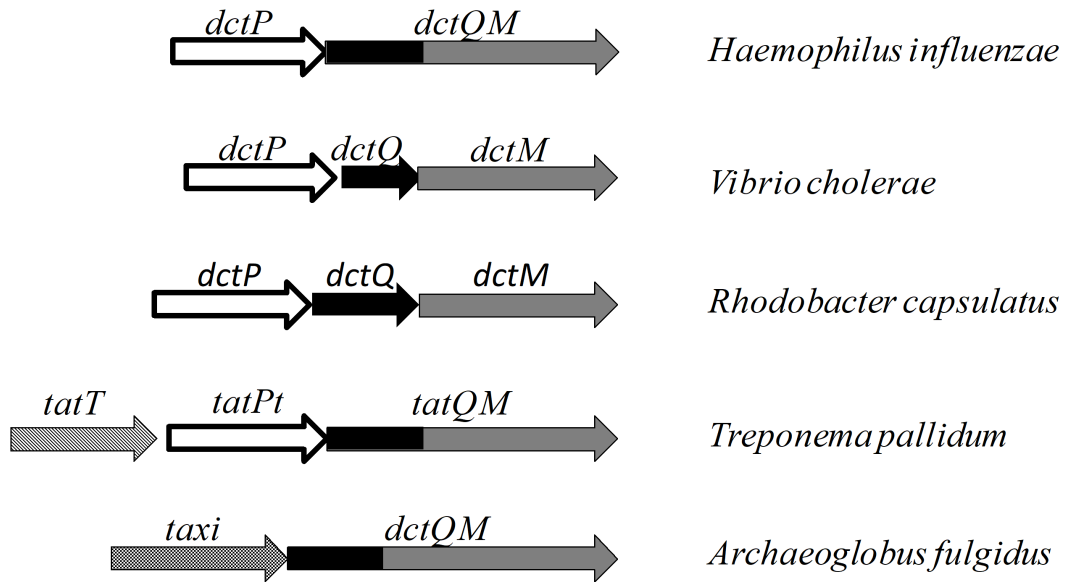 dctP dctQM
Haemophilus influenzae
dctP dctQ dctM
Vibrio cholerae
dctP dctQ dctM
Rhodobacter capsulatus
tatT tatPt tatQM
Treponema pallidum
taxi dctQM
Archaeoglobus fulgidus